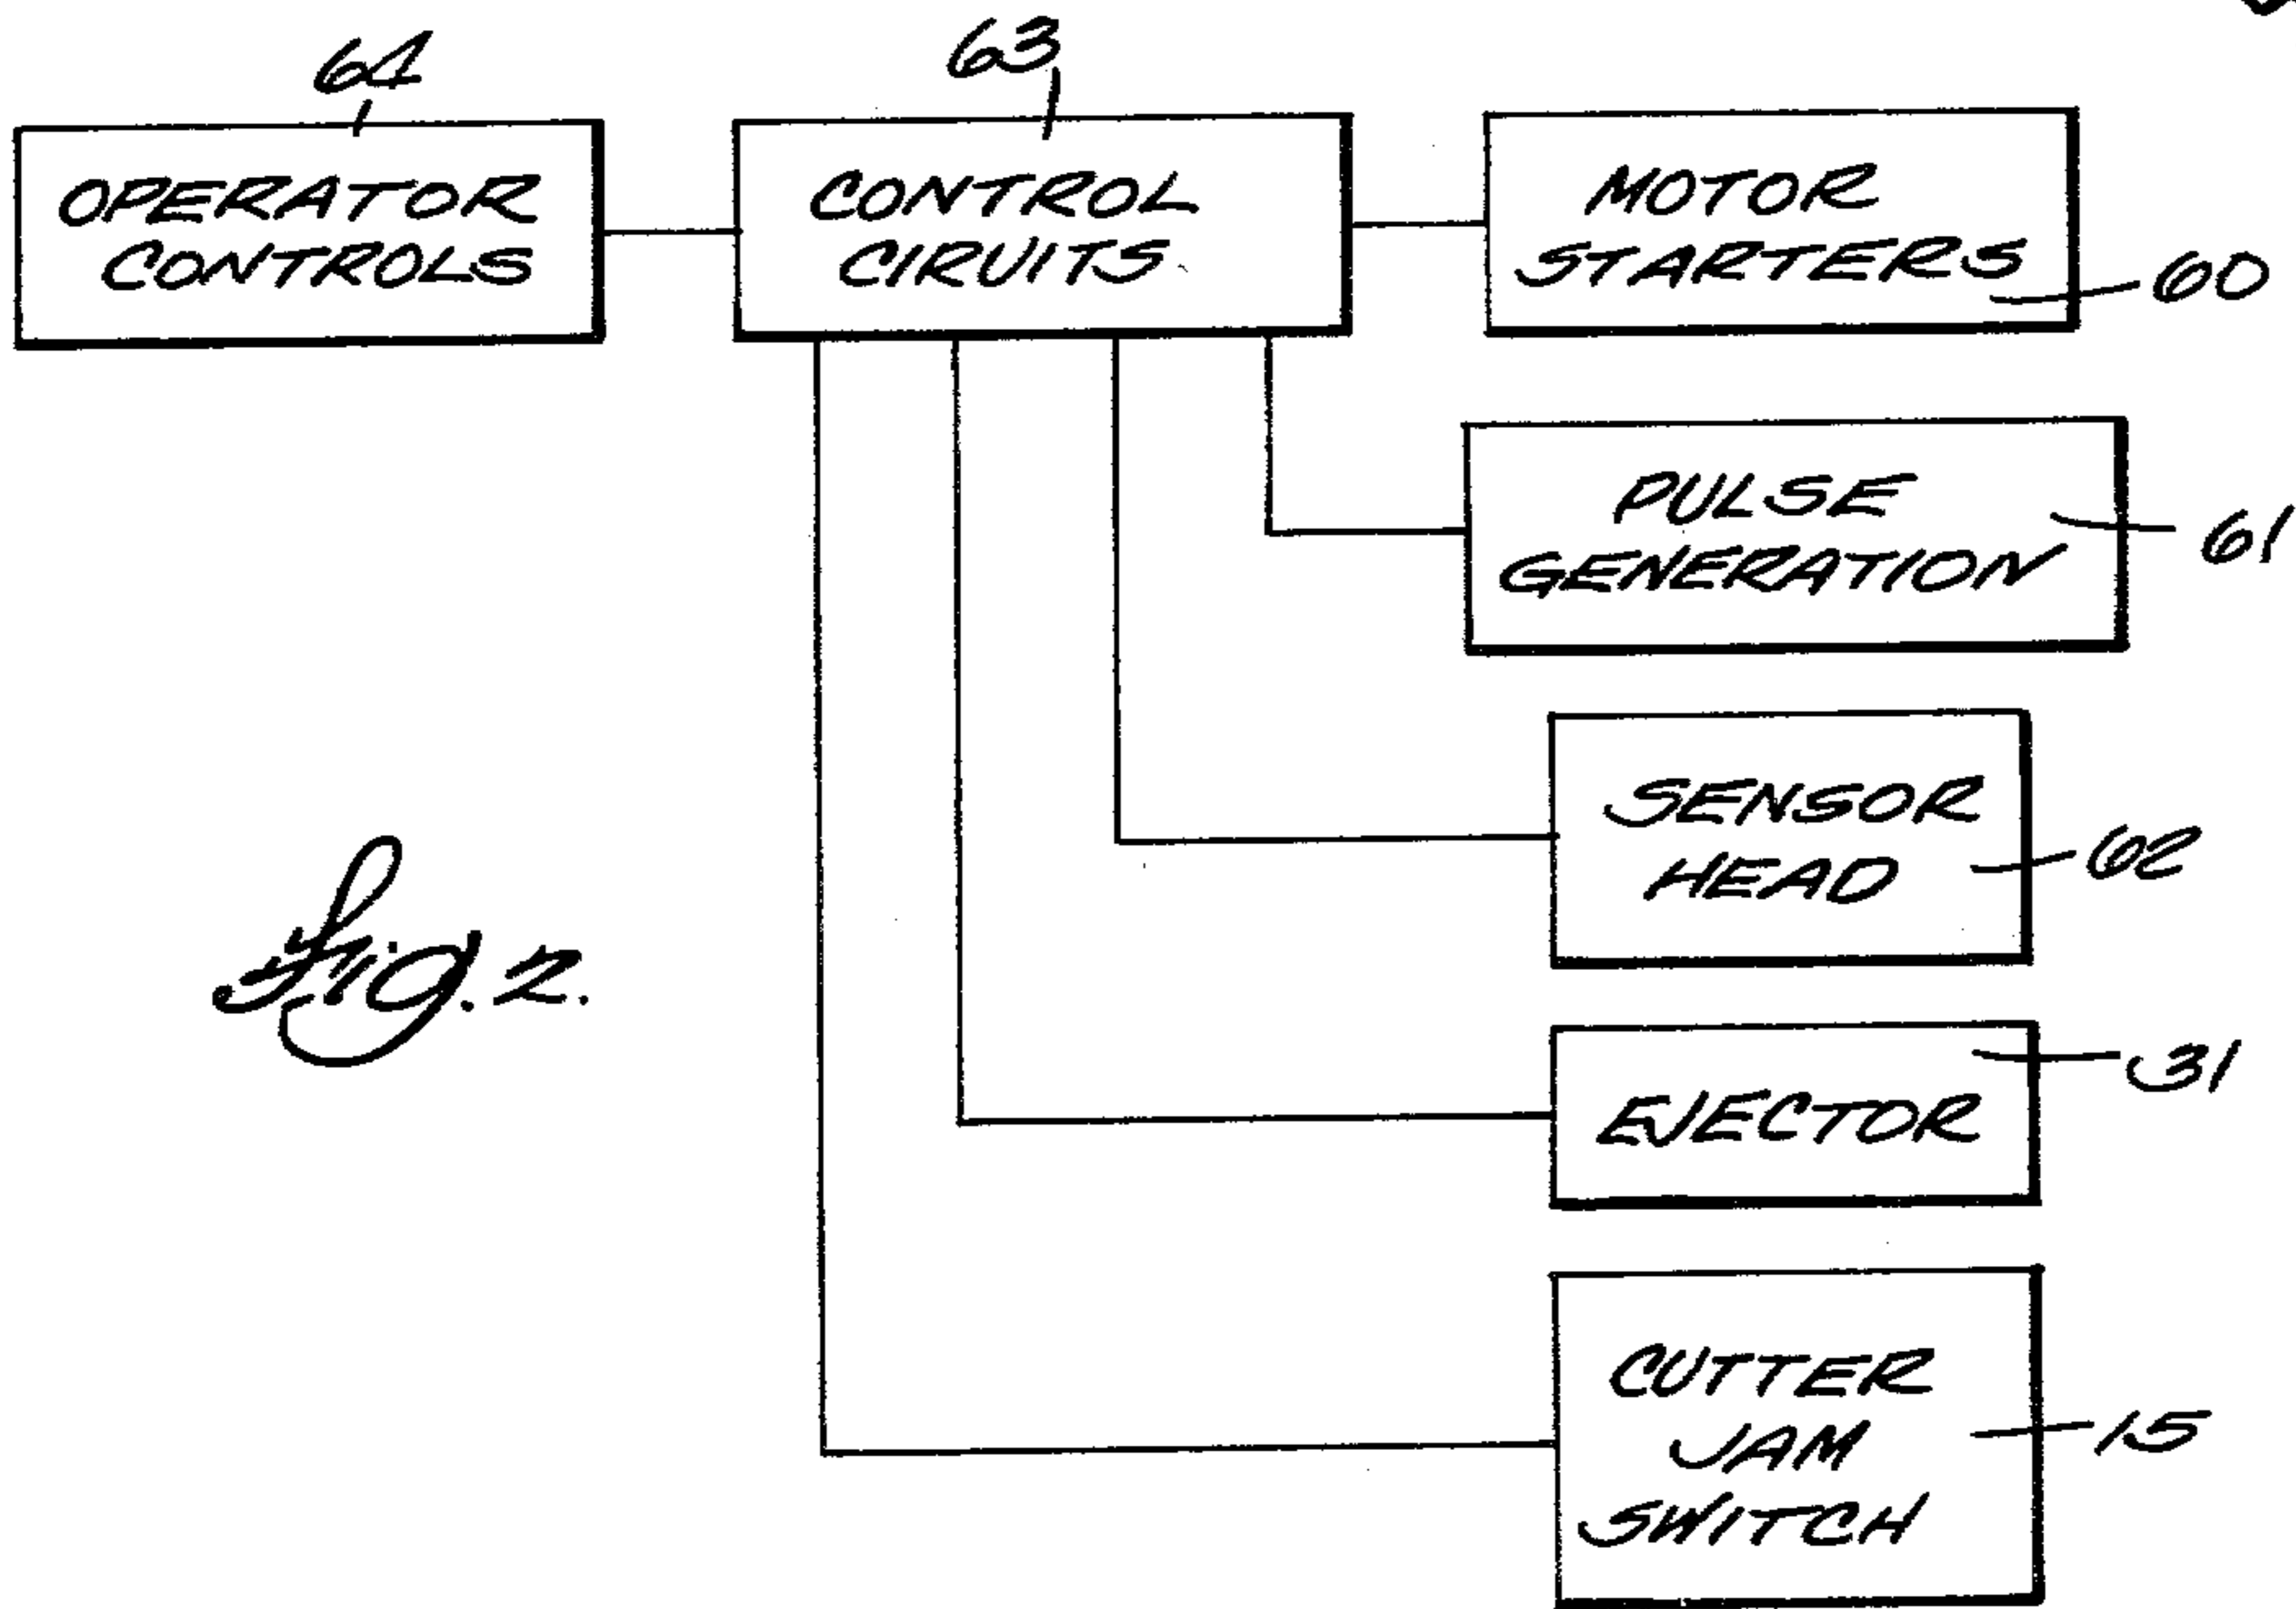 64
63
OPERATOR
CONTROLS
CONTROL
CIRUITS
MOTOR
STARTERS
60
PULSE
GENERATION
61
SENSOR
HEAD
62
Fig. 2.
EJECTOR
31
CUTTER
JAM
SWITCH
15